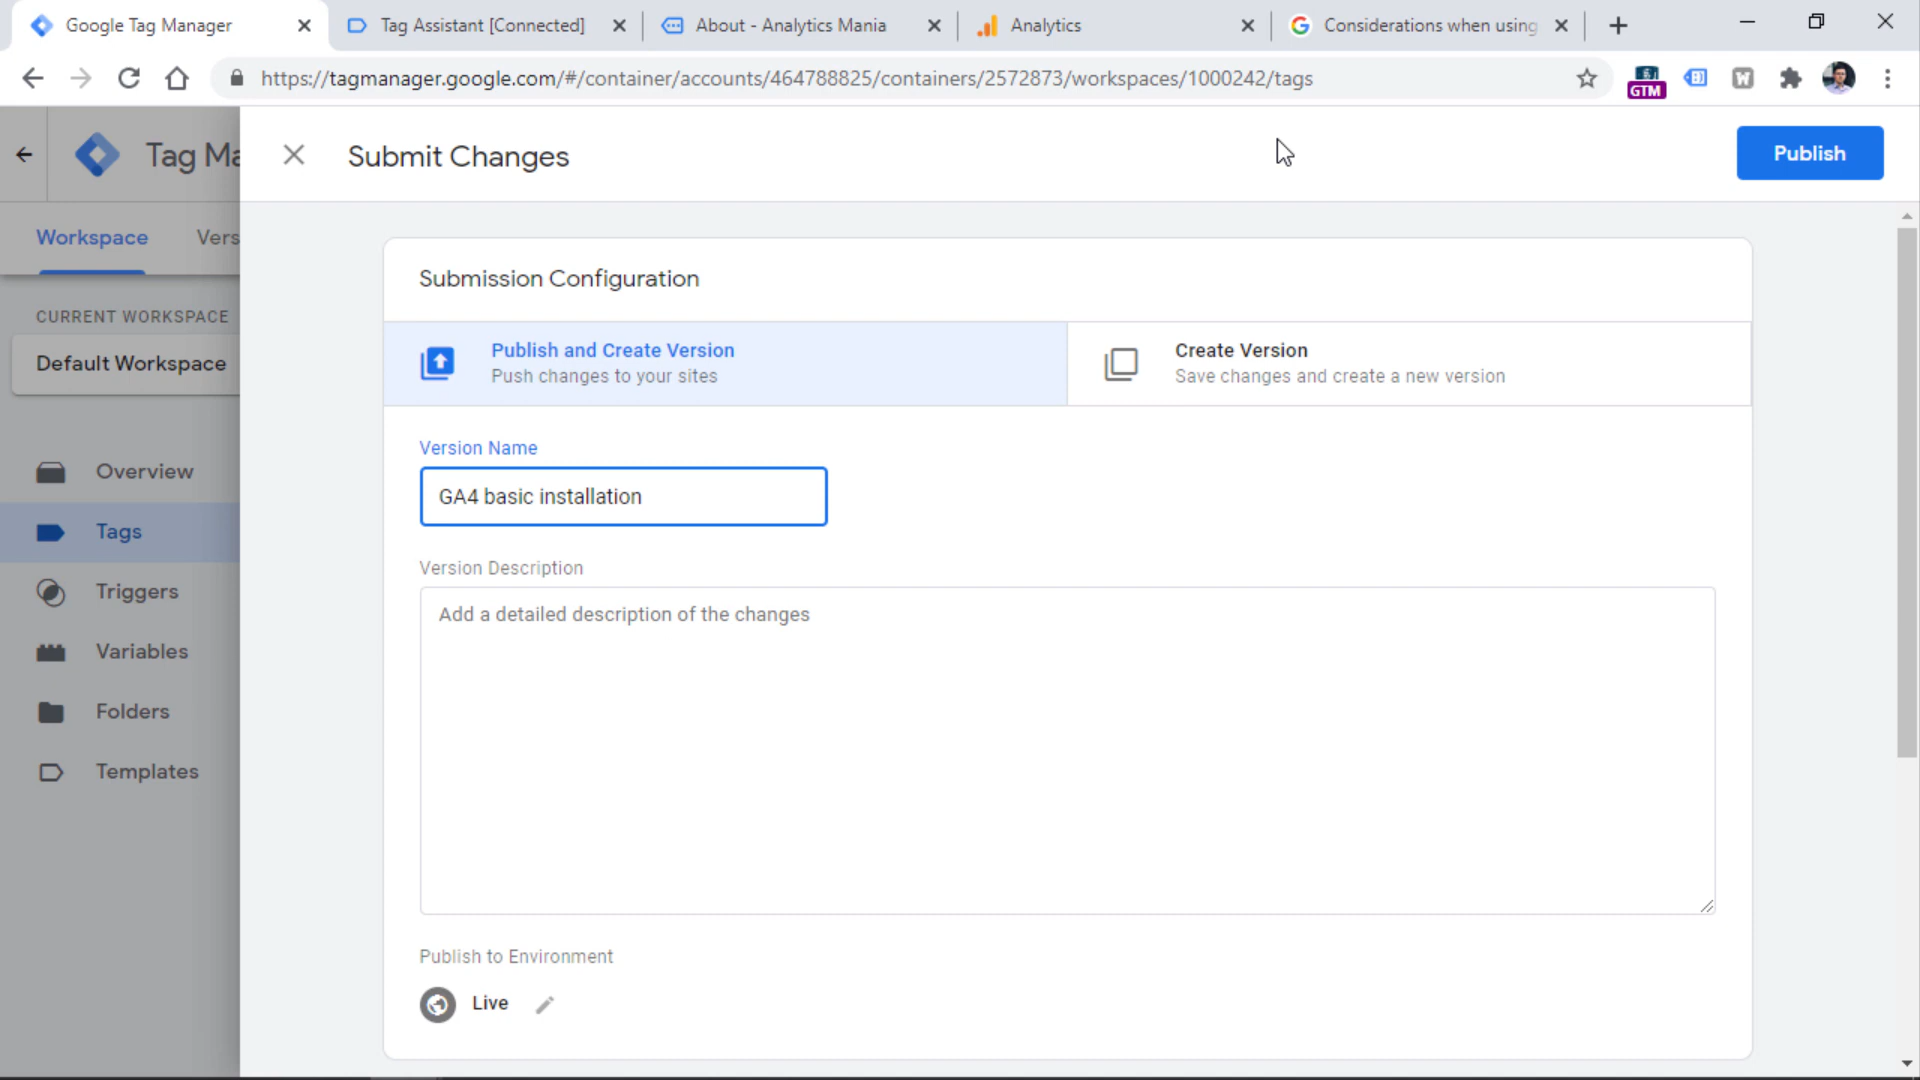 Google Tag Manager
Tag Assistant [Connected]
About - Analytics Mania
Analytics
Considerations when using
https://tagmanager.google.com/#/container/accounts/464788825/containers/2572873/workspaces/1000242/tags
GTM
W
Tag Ma
Submit Changes
Publish
Workspace
Vers
Submission Configuration
CURRENT WORKSPACE
Default Workspace
Publish and Create Version
Push changes to your sites
Create Version
Save changes and create a new version
Version Name
GA4 basic installation
Overview
Tags
Triggers
Variables
Folders
Templates
Version Description
Add a detailed description of the changes
Publish to Environment
Live